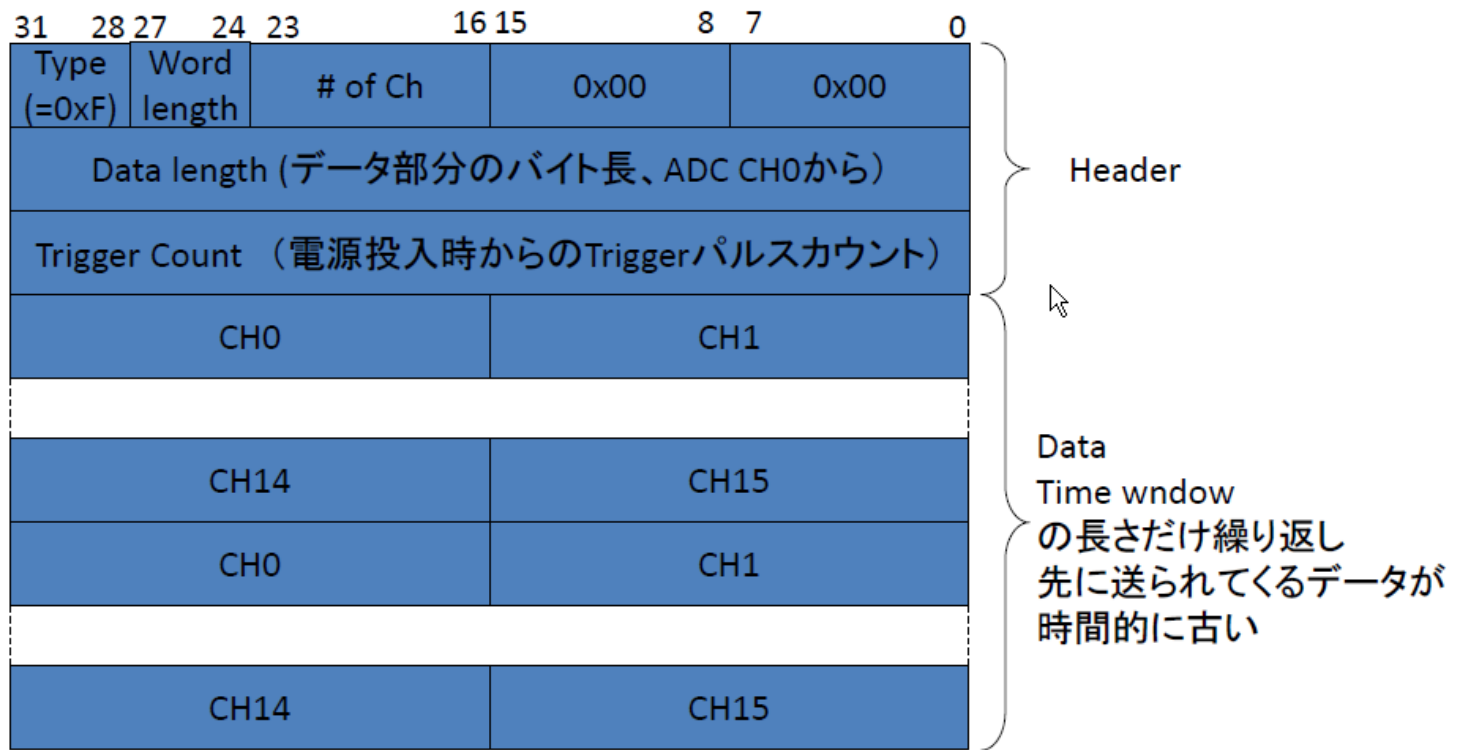 31 28 27 24 23 16 15 8 7 0
Type (=0xF)
Word length
# of Ch
0x00
0x00
Data length (データ部分のバイト長、ADC CH0から)
Trigger Count （電源投入時からのTriggerパルスカウント）
Header
CH0 CH1
CH14 CH15
CH0 CH1
CH14 CH15
Data
Time wndow
の長さだけ繰り返し
先に送られてくるデータが
時間的に古い